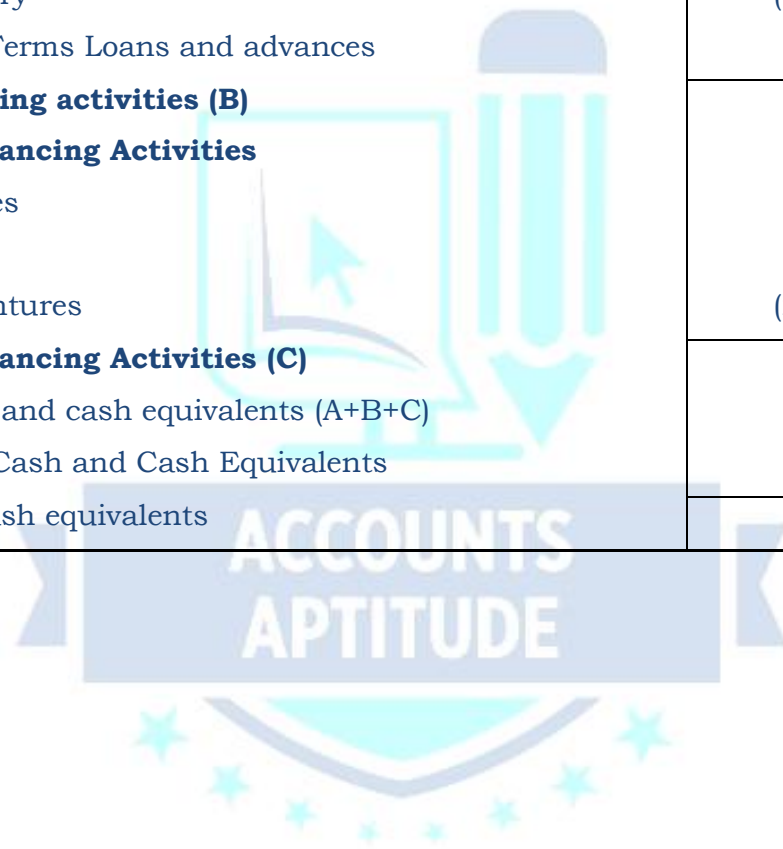 ry
Terms Loans and advances
ing activities (B)
ancing Activities
es
ntures
(
ancing Activities (C)
and cash equivalents (A+B+C)
Cash and Cash Equivalents
sh equivalents
ACCOUNTS
APTITUDE